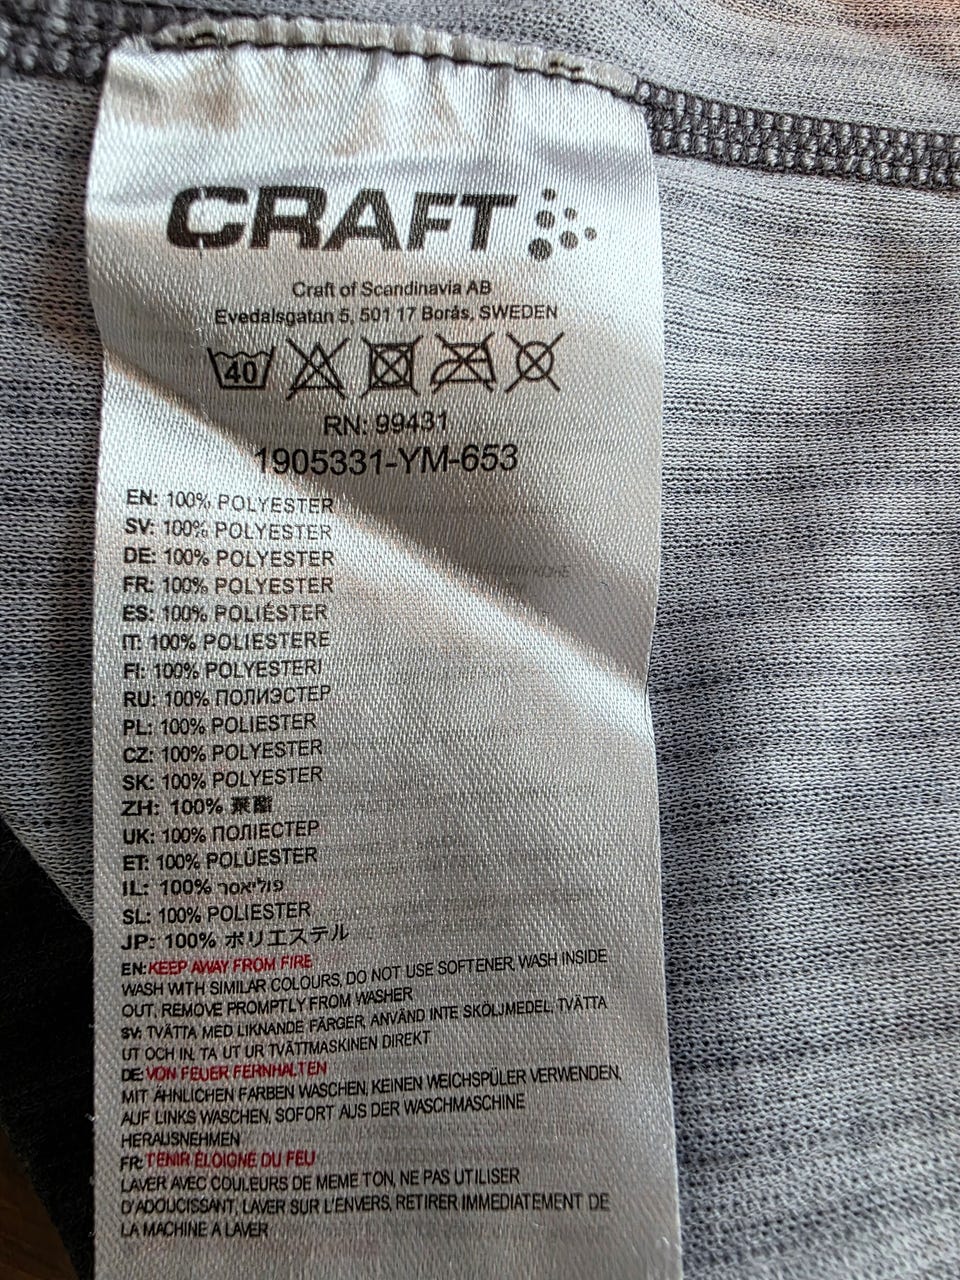 CRAFT
Craft of Scandinavia AB
Evedalsgatan 5, 501 17 Borås, SWEDEN
40
RN: 99431
1905331-YM-653
EN: 100% POLYESTER
SV: 100% POLYESTER
DE: 100% POLYESTER
FR: 100% POLYESTER
ES: 100% POLIÉSTER
IT: 100% POLIESTERE
FI: 100% POLYESTERI
RU: 100% ПОЛИЭСТЕР
PL: 100% POLIESTER
CZ: 100% POLYESTER
SK: 100% POLYESTER
ZH: 100% 聚酯
UK: 100% ПОЛІЕСТЕР
ET: 100% POLÜESTER
IL: 100% פוליאסר
SL: 100% POLIESTER
JP: 100% ポリエステル
EN: KEEP AWAY FROM FIRE
WASH WITH SIMILAR COLOURS, DO NOT USE SOFTENER, WASH INSIDE
OUT, REMOVE PROMPTLY FROM WASHER
SV: TVÄTTA MED LIKNANDE FÄRGER, ANVÄND INTE SKÖLJMEDEL, TVÄTTA
UT OCH IN, TA UT UR TVÄTTMASKINEN DIREKT
DE: VON FEUER FERNHALTEN
MIT ÄHNLICHEN FARBEN WASCHEN, KEINEN WEICHSPÜLER VERWENDEN,
AUF LINKS WASCHEN, SOFORT AUS DER WASCHMASCHINE
HERAUSNEHMEN
FR: TENIR ÉLOIGNÉ DU FEU
LAVER AVEC COULEURS DE MEME TON, NE PAS UTILISER
D'ADOUCISSANT, LAVER SUR L'ENVERS, RETIRER IMMEDIATEMENT DE
LA MACHINE A LAVER